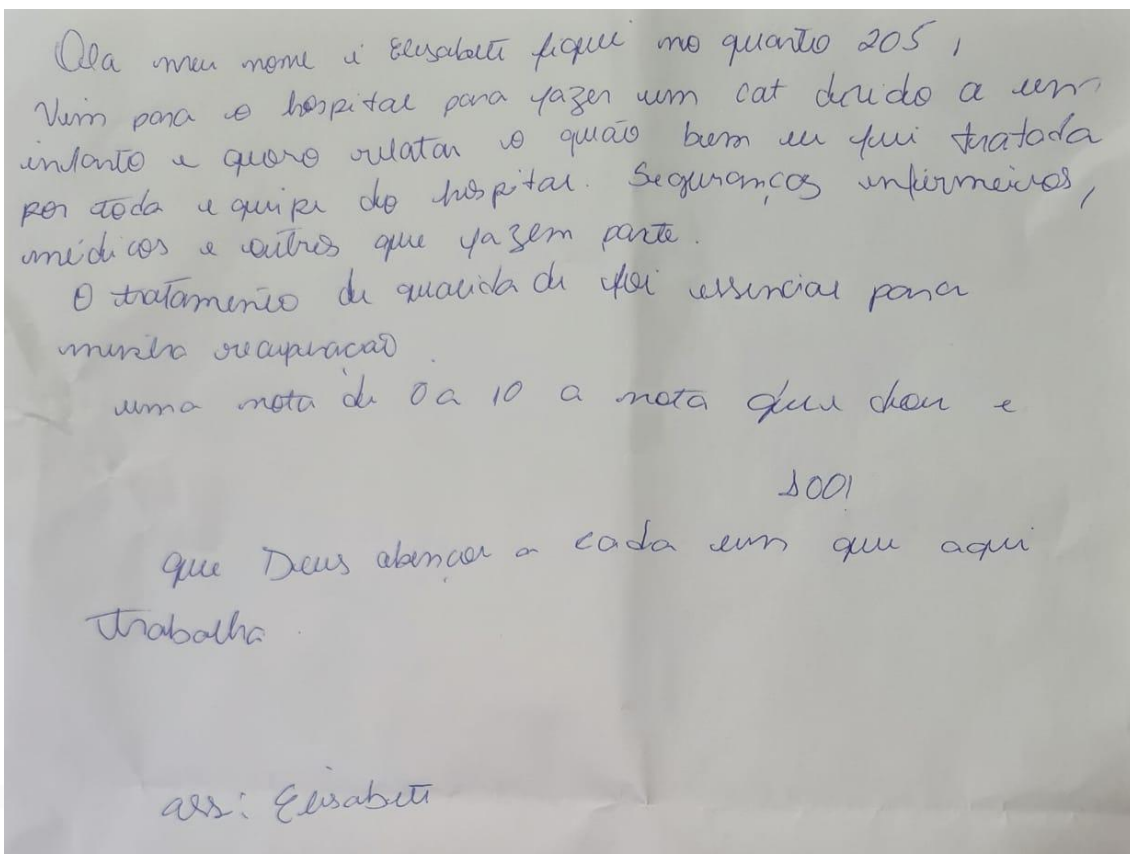 Ola meu nome é Elisabete fiquei no quarto 205,
Vim para o hospital para fazer um cat devido a um
infarto e quero relatar o quão bem eu fui tratada
por toda equipe do hospital. Seguranças enfermeiros,
médicos e outros que fazem parte.
O tratamento de qualidade foi essencial para
minha recuperação.
uma nota de 0 a 10 a nota que dou e
100!
que Deus abençoe a cada um que aqui
trabalha.
ass: Elisabete